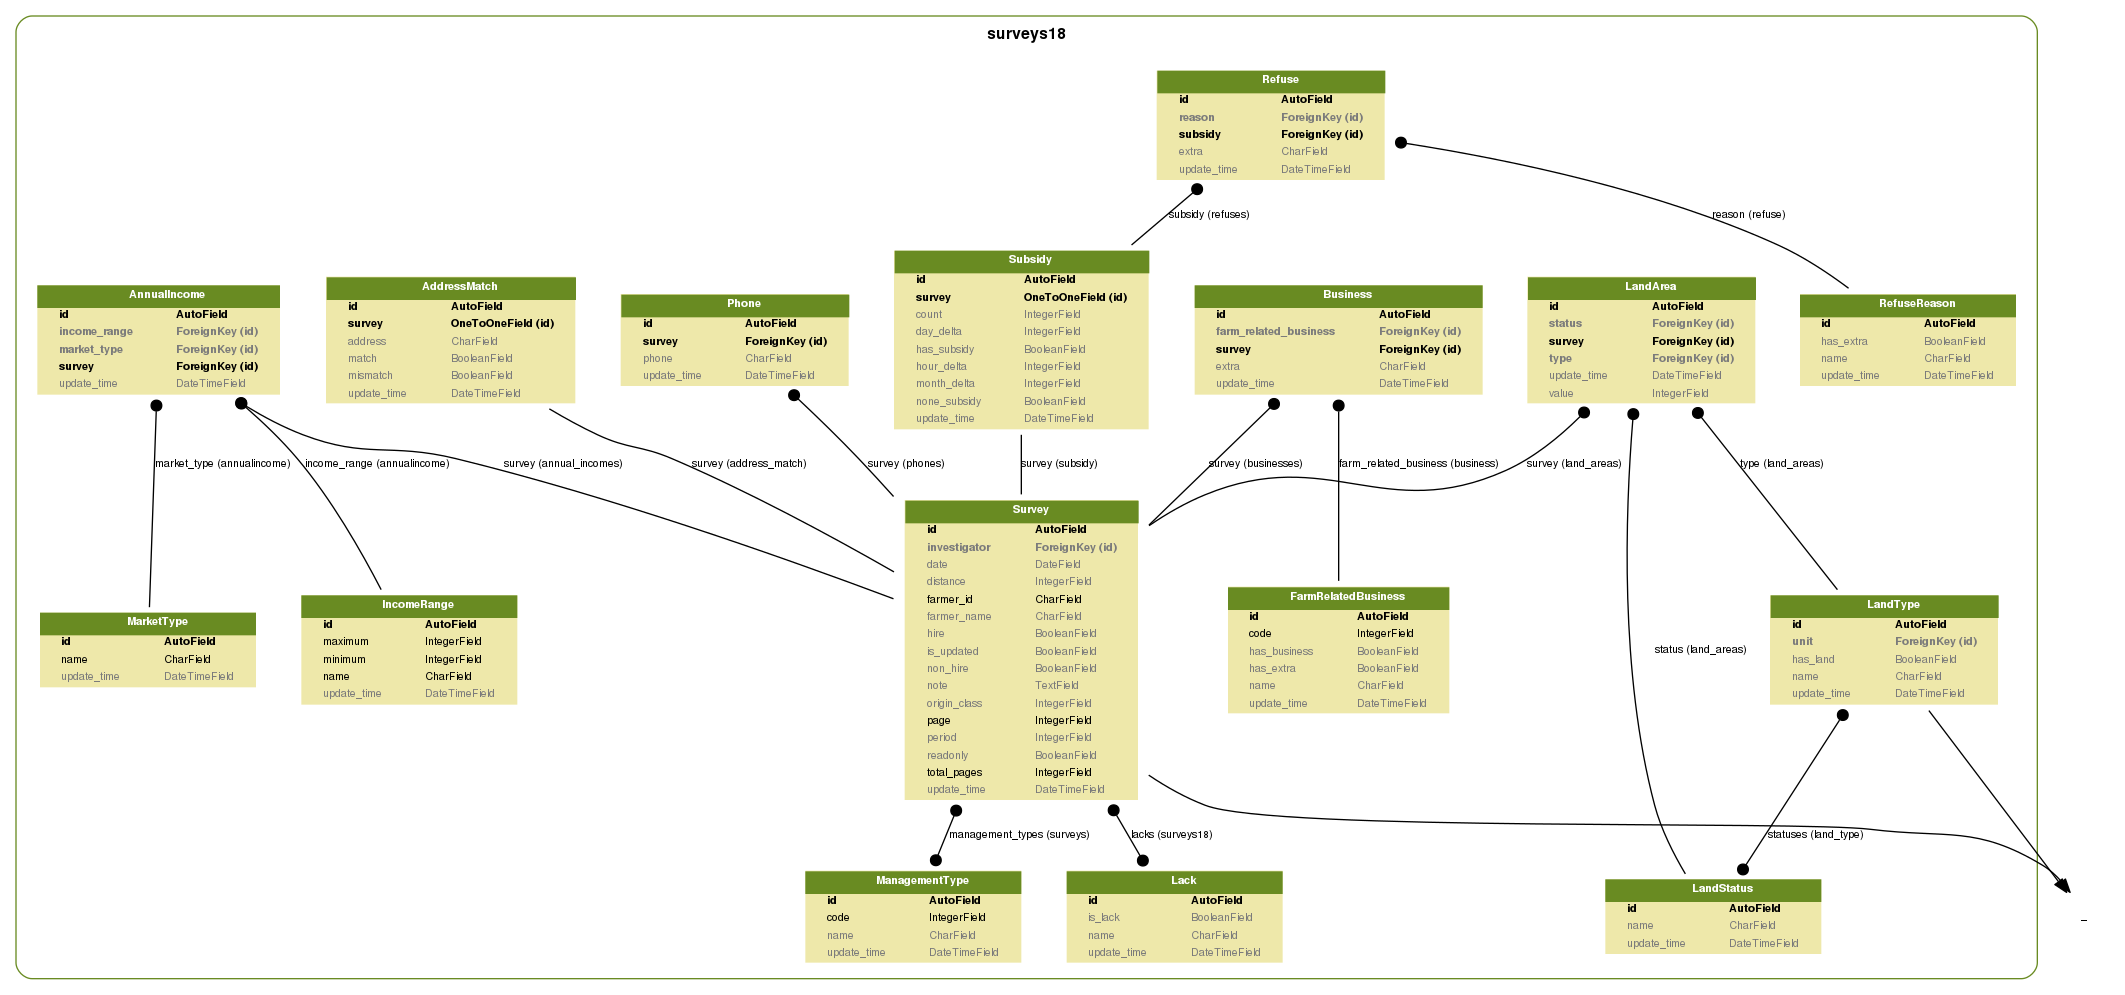 surveys18
Refuse
id AutoField
reason ForeignKey (id)
subsidy ForeignKey (id)
extra CharField
update_time DateTimeField
subsidy (refuses)
reason (refuse)
AnnualIncome
id AutoField
income_range ForeignKey (id)
market_type ForeignKey (id)
survey ForeignKey (id)
update_time DateTimeField
AddressMatch
id AutoField
survey OneToOneField (id)
address CharField
match BooleanField
mismatch BooleanField
update_time DateTimeField
Phone
id AutoField
survey ForeignKey (id)
phone CharField
update_time DateTimeField
Subsidy
id AutoField
survey OneToOneField (id)
count IntegerField
day_delta IntegerField
has_subsidy BooleanField
hour_delta IntegerField
month_delta IntegerField
none_subsidy BooleanField
update_time DateTimeField
Business
id AutoField
farm_related_business ForeignKey (id)
survey ForeignKey (id)
extra CharField
update_time DateTimeField
LandArea
id AutoField
status ForeignKey (id)
survey ForeignKey (id)
type ForeignKey (id)
update_time DateTimeField
value IntegerField
RefuseReason
id AutoField
has_extra BooleanField
name CharField
update_time DateTimeField
market_type (annualincome)
income_range (annualincome)
survey (annual_incomes)
survey (address_match)
survey (phones)
survey (subsidy)
survey (businesses)
farm_related_business (business)
survey (land_areas)
type (land_areas)
MarketType
id AutoField
name CharField
update_time DateTimeField
IncomeRange
id AutoField
maximum IntegerField
minimum IntegerField
name CharField
update_time DateTimeField
Survey
id AutoField
investigator ForeignKey (id)
date DateField
distance IntegerField
farmer_id CharField
farmer_name CharField
hire BooleanField
is_updated BooleanField
non_hire BooleanField
note TextField
origin_class IntegerField
page IntegerField
period IntegerField
readonly BooleanField
total_pages IntegerField
update_time DateTimeField
FarmRelatedBusiness
id AutoField
code IntegerField
has_business BooleanField
has_extra BooleanField
name CharField
update_time DateTimeField
status (land_areas)
LandType
id AutoField
unit ForeignKey (id)
has_land BooleanField
name CharField
update_time DateTimeField
management_types (surveys)
lacks (surveys18)
statuses (land_type)
ManagementType
id AutoField
code IntegerField
name CharField
update_time DateTimeField
Lack
id AutoField
is_lack BooleanField
name CharField
update_time DateTimeField
LandStatus
id AutoField
name CharField
update_time DateTimeField
_